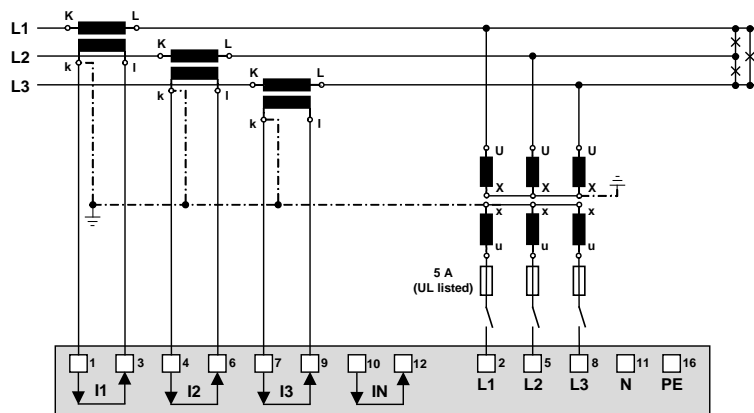 L1 K L
L2 K L
k l
L3 K L
k l
k l
U U U
X X X
x x x
u u u
5 A
(UL listed)
1 3 4 6 7 9 10 12 2 5 8 11 16
I1 I2 I3 IN L1 L2 L3 N PE